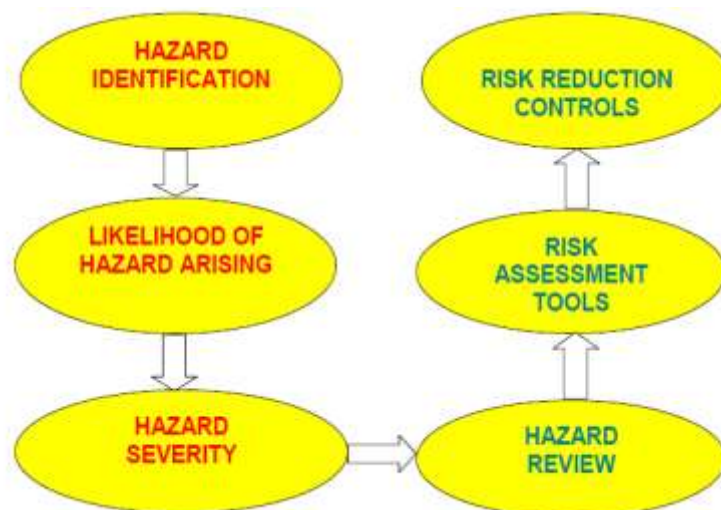 HAZARD
IDENTIFICATION
LIKELIHOOD OF
HAZARD ARISING
HAZARD
SEVERITY
HAZARD
REVIEW
RISK
ASSESSMENT
TOOLS
RISK REDUCTION
CONTROLS